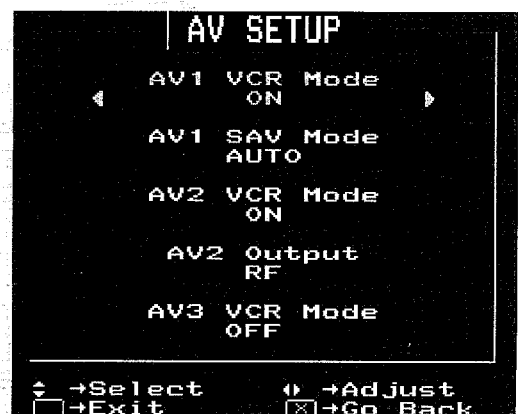 AV SETUP
AV1 VCR Mode
ON
AV1 SAV Mode
AUTO
AV2 VCR Mode
ON
AV2 Output
RF
AV3 VCR Mode
OFF
→Select →Adjust
→Exit →Go Back